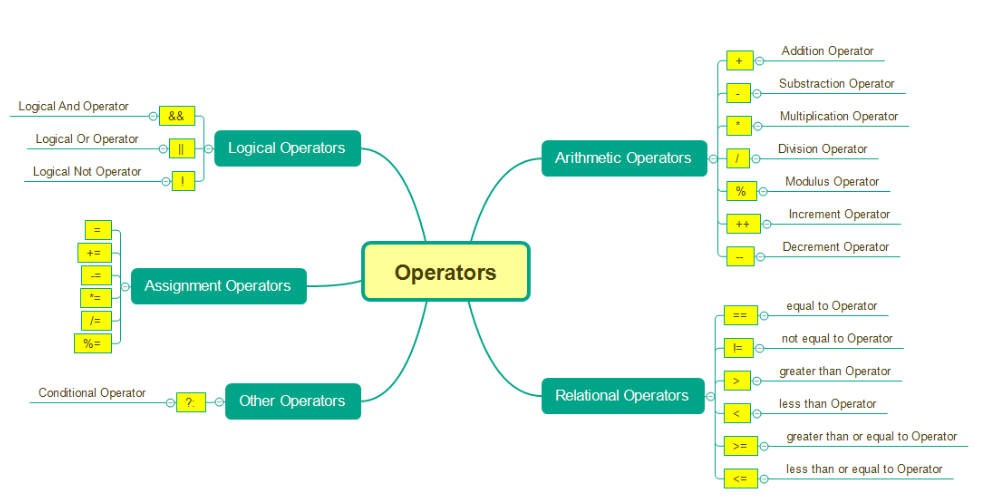 Operators
Logical Operators
&&
Logical And Operator
||
Logical Or Operator
!
Logical Not Operator
Assignment Operators
=
+=
-=
*=
/=
%=
Other Operators
?:
Conditional Operator
Arithmetic Operators
+
Addition Operator
-
Substraction Operator
*
Multiplication Operator
/
Division Operator
%
Modulus Operator
++
Increment Operator
--
Decrement Operator
Relational Operators
==
equal to Operator
!=
not equal to Operator
>
greater than Operator
<
less than Operator
>=
greater than or equal to Operator
<=
less than or equal to Operator